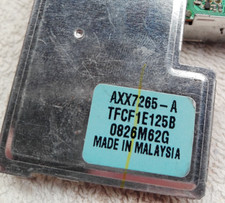 AXX7265-A
TFCF1E125B
0826M62G
MADE IN MALAYSIA